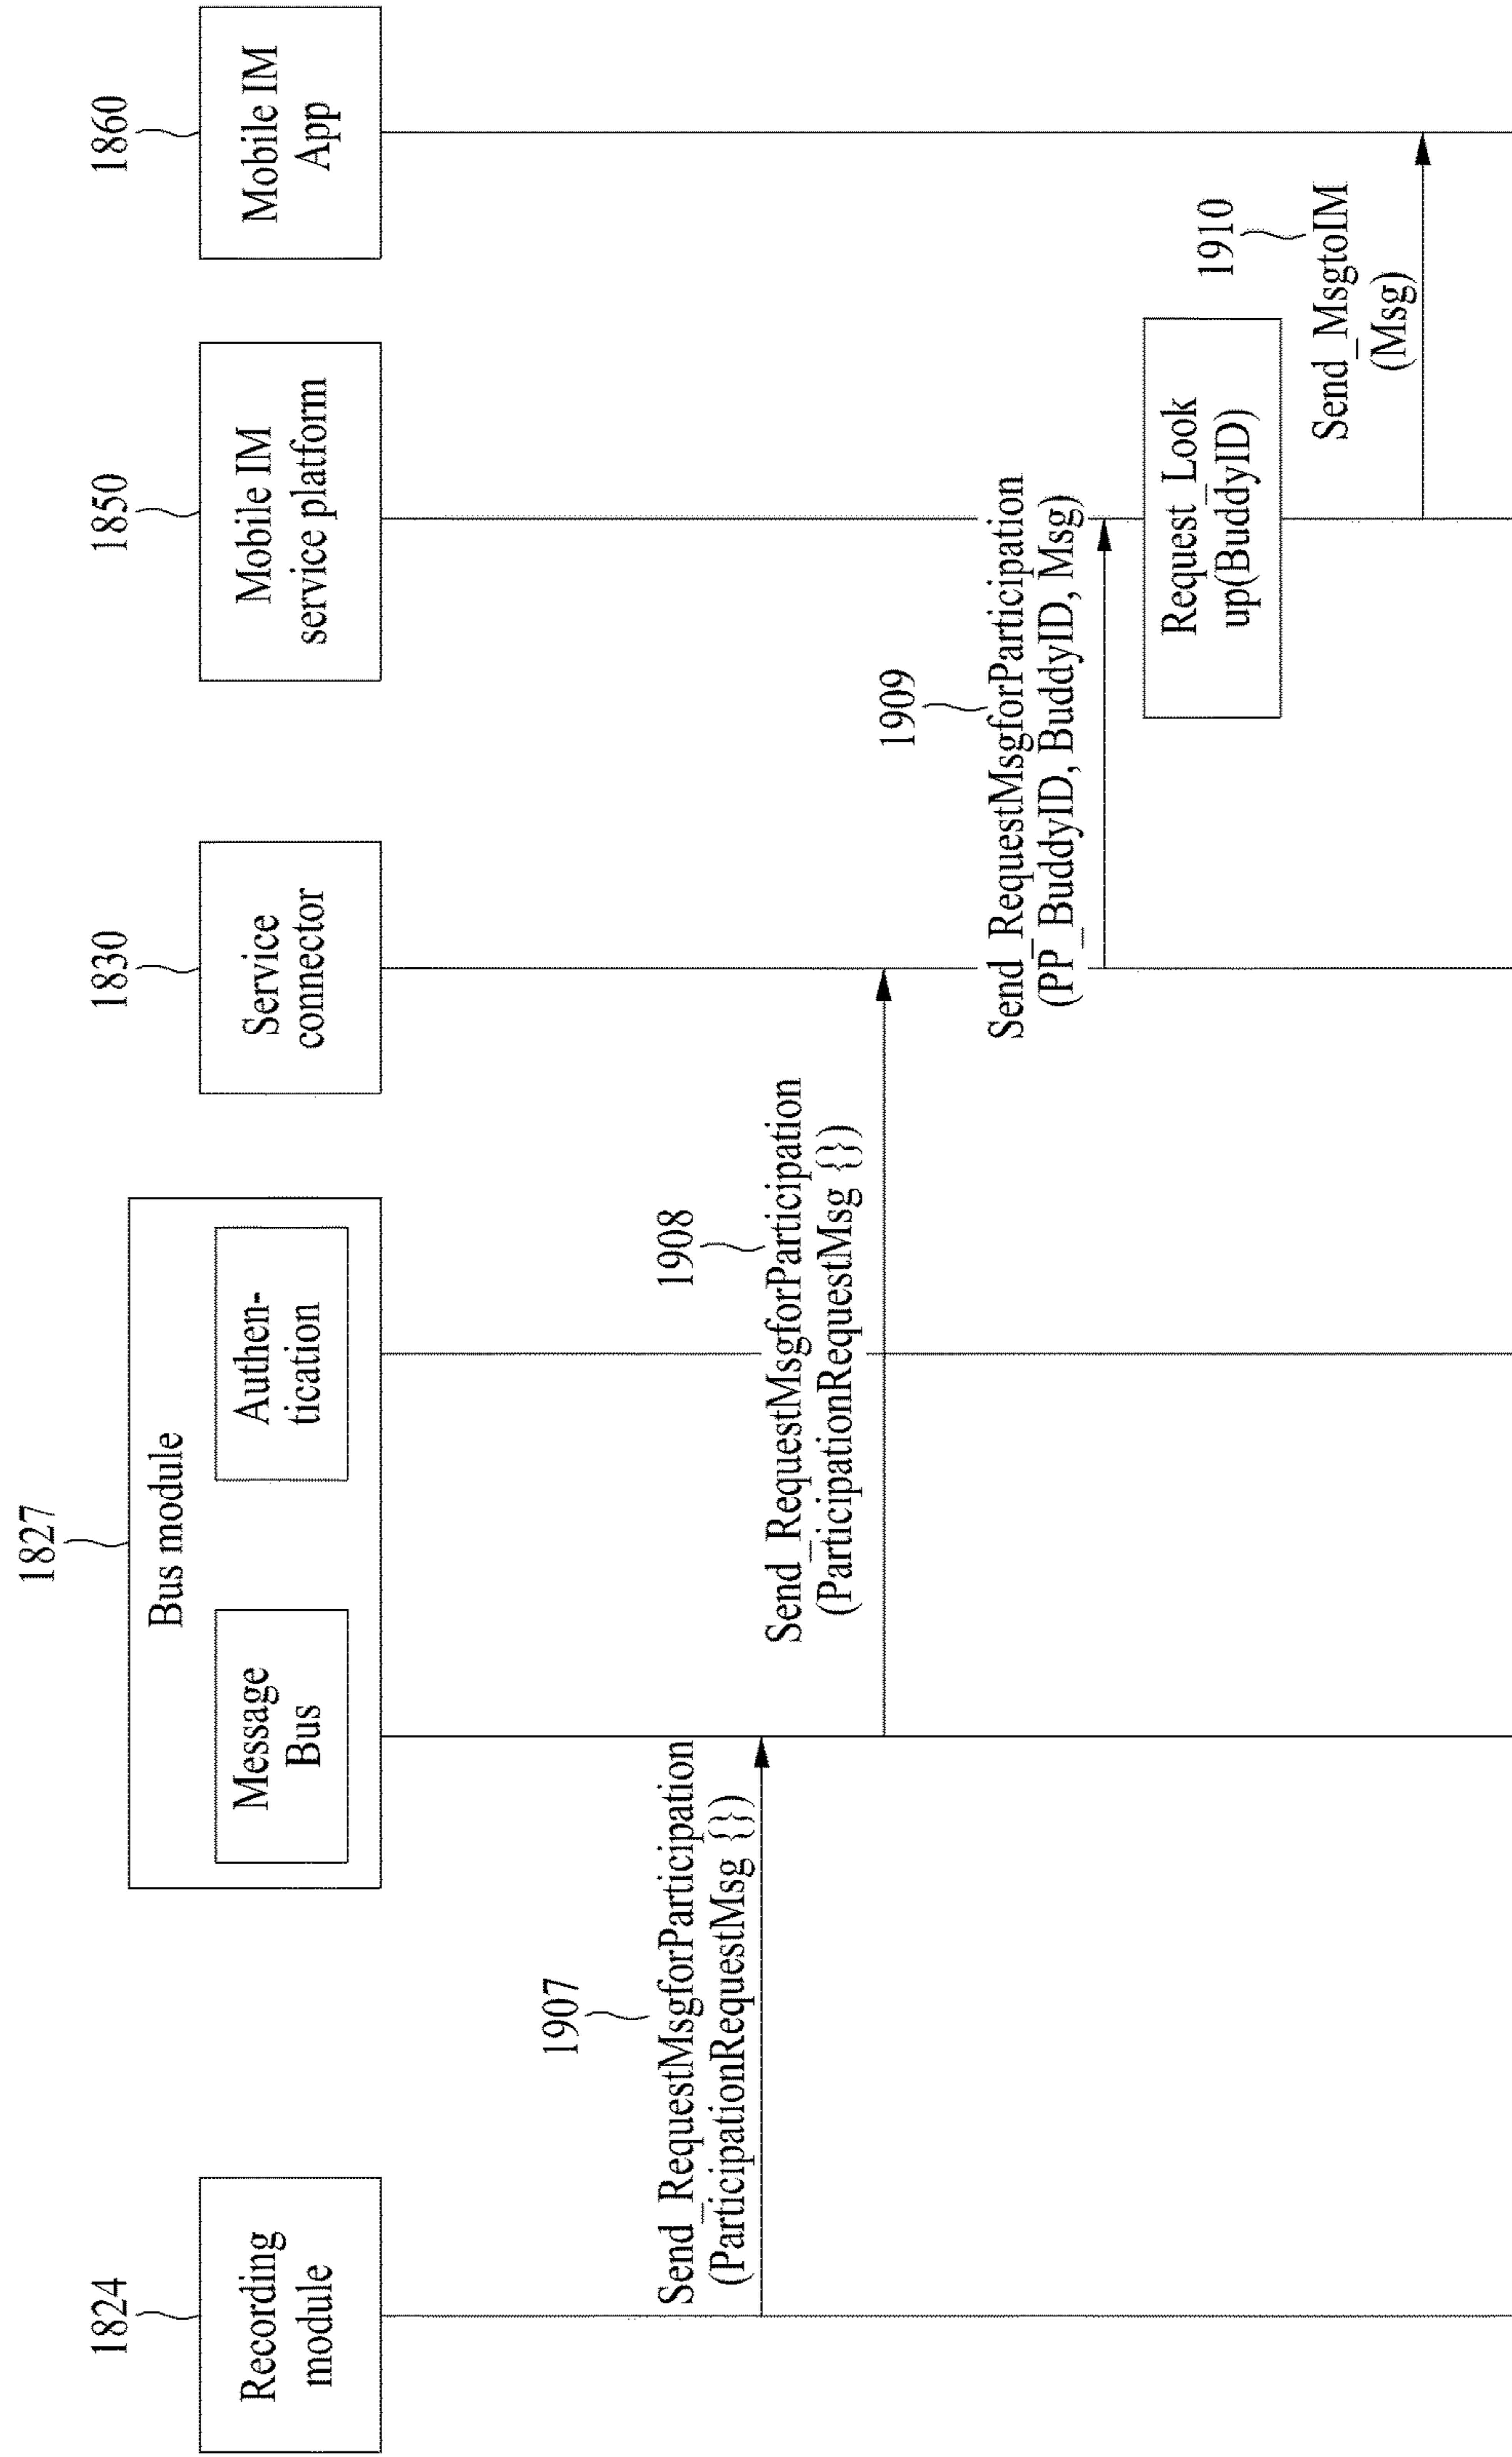 1824
Recording
module
1827
Bus module
Message
Bus
Authen-
tication
1830
Service
connector
1850
Mobile IM
service platform
1860
Mobile IM
App
1907
Send_RequestMsgforParticipation
(ParticipationRequestMsg {})
1908
Send_RequestMsgforParticipation
(ParticipationRequestMsg {})
1909
Send_RequestMsgforParticipation
(PP_BuddyID, BuddyID, Msg)
Request_Look
up(BuddyID)
1910
Send_MsgtoIM
(Msg)